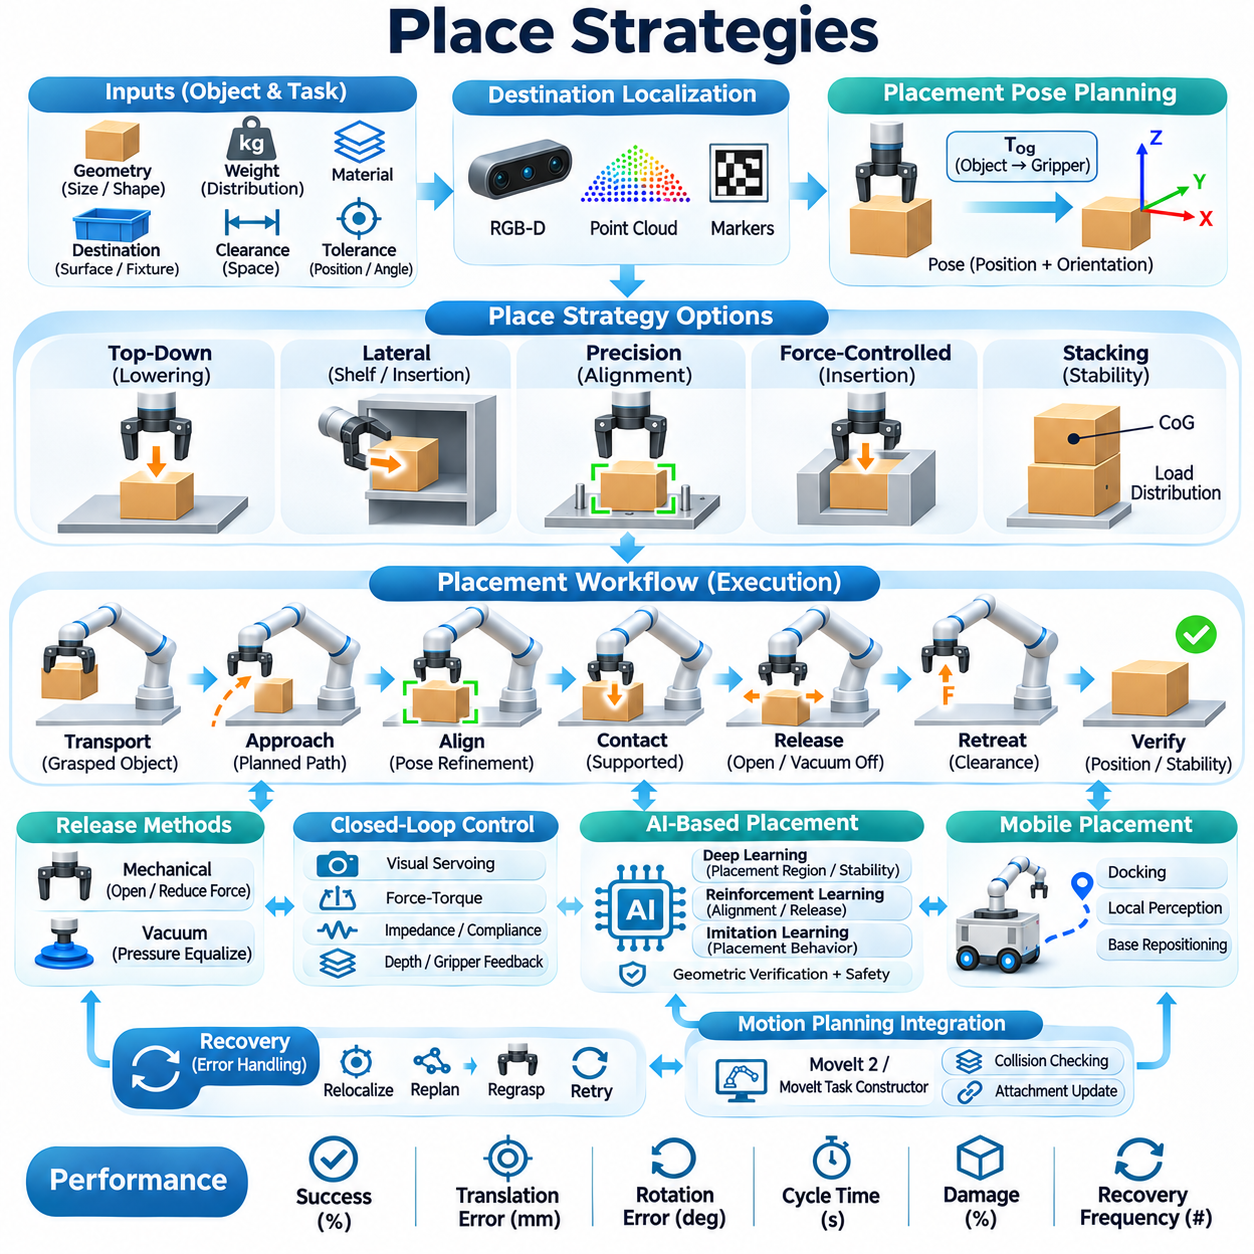 Place Strategies
Inputs (Object & Task)
Geometry
(Size / Shape)
kg
Weight
(Distribution)
Material
Destination
(Surface / Fixture)
Clearance
(Space)
Tolerance
(Position / Angle)
Destination Localization
RGB-D
Point Cloud
Markers
Placement Pose Planning
Tog
(Object → Gripper)
Z
Y
X
Pose (Position + Orientation)
Place Strategy Options
Top-Down
(Lowering)
Lateral
(Shelf / Insertion)
Precision
(Alignment)
Force-Controlled
(Insertion)
Stacking
(Stability)
CoG
Load
Distribution
Placement Workflow (Execution)
Transport
(Grasped Object)
Approach
(Planned Path)
Align
(Pose Refinement)
Contact
(Supported)
Release
(Open / Vacuum Off)
F
Retreat
(Clearance)
Verify
(Position / Stability)
Release Methods
Mechanical
(Open / Reduce Force)
Vacuum
(Pressure Equalize)
Closed-Loop Control
Visual Servoing
Force-Torque
Impedance / Compliance
Depth / Gripper Feedback
AI-Based Placement
AI
Deep Learning
(Placement Region / Stability)
Reinforcement Learning
(Alignment / Release)
Imitation Learning
(Placement Behavior)
Geometric Verification + Safety
Mobile Placement
Docking
Local Perception
Base Repositioning
Recovery
(Error Handling)
Relocalize
Replan
Regrasp
Retry
Motion Planning Integration
MoveIt 2 /
MoveIt Task Constructor
Collision Checking
Attachment Update
Performance
Success
(%)
Translation
Error (mm)
Rotation
Error (deg)
Cycle Time
(s)
Damage
(%)
Recovery
Frequency (#)